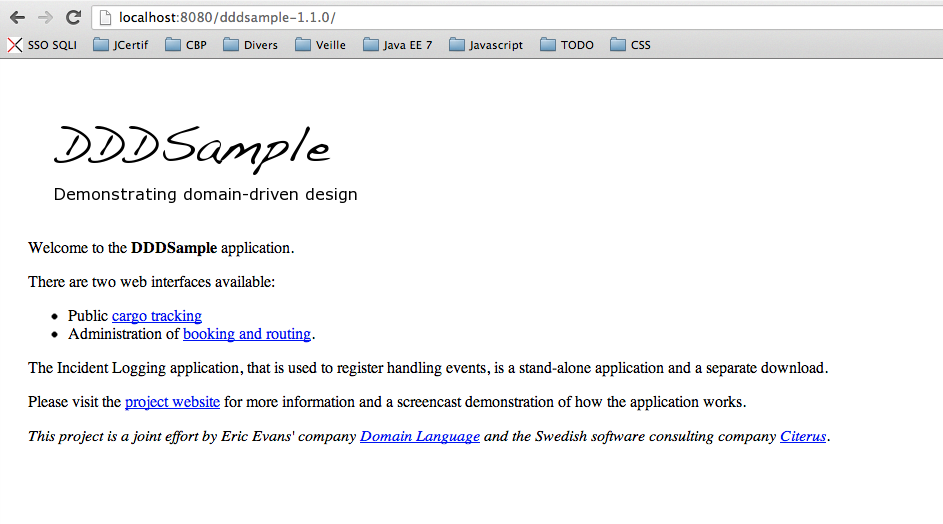 localhost:8080/dddsample-1.1.0/
SSO SQLI JCertif CBP Divers Veille Java EE 7 Javascript TODO CSS
DDDSample
Demonstrating domain-driven design
Welcome to the DDDSample application.
There are two web interfaces available:
Public cargo tracking
Administration of booking and routing.
The Incident Logging application, that is used to register handling events, is a stand-alone application and a separate download.
Please visit the project website for more information and a screencast demonstration of how the application works.
This project is a joint effort by Eric Evans' company Domain Language and the Swedish software consulting company Citerus.